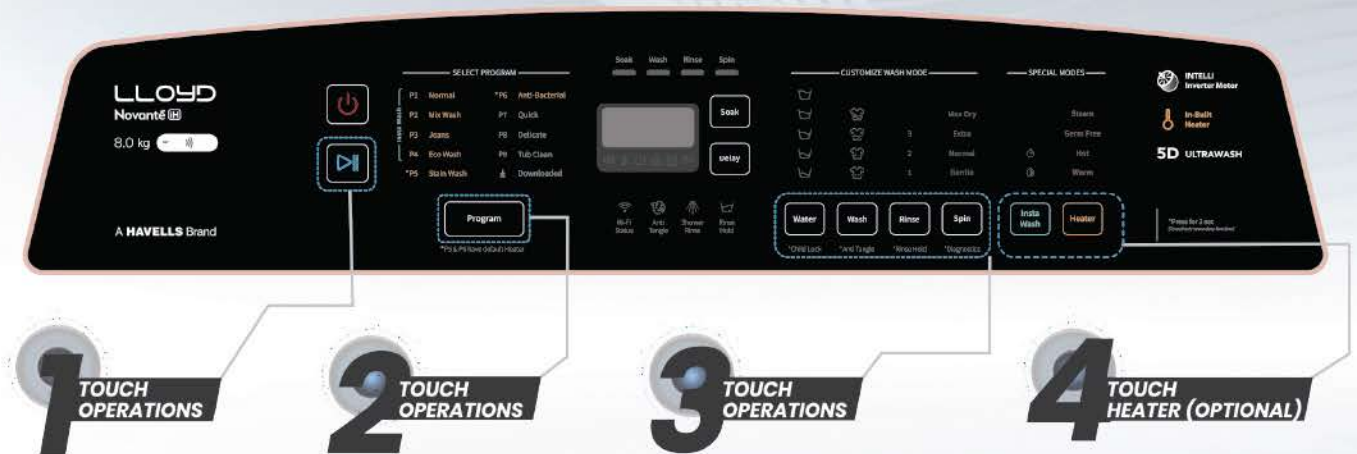 LLOYD
Novanté IH
8.0 kg
A HAVELLS Brand
SELECT PROGRAM
Insta Wash
P1 Normal
P2 Mix Wash
P3 Jeans
P4 Eco Wash
*P5 Stain Wash
*P6 Anti-Bacterial
P7 Quick
P8 Delicate
P9 Tub Clean
Downloaded
Program
Soak Wash Rinse Spin
Soak
Delay
Wi-Fi Status
Anti Tangle
Shower Rinse
Rinse Hold
CUSTOMIZE WASH MODE
3
2
1
Max Dry
Extra
Normal
Gentle
Water Wash Rinse Spin
*Child Lock *Anti Tangle *Rinse Hold *Diagnostics
SPECIAL MODES
Steam
Germ Free
Hot
Warm
Insta Wash
Heater
INTELLI
Inverter Motor
In-Built
Heater
5D ULTRAWASH
*Press for 3 sec
1 TOUCH
OPERATIONS
2 TOUCH
OPERATIONS
3 TOUCH
OPERATIONS
4 TOUCH
HEATER (OPTIONAL)